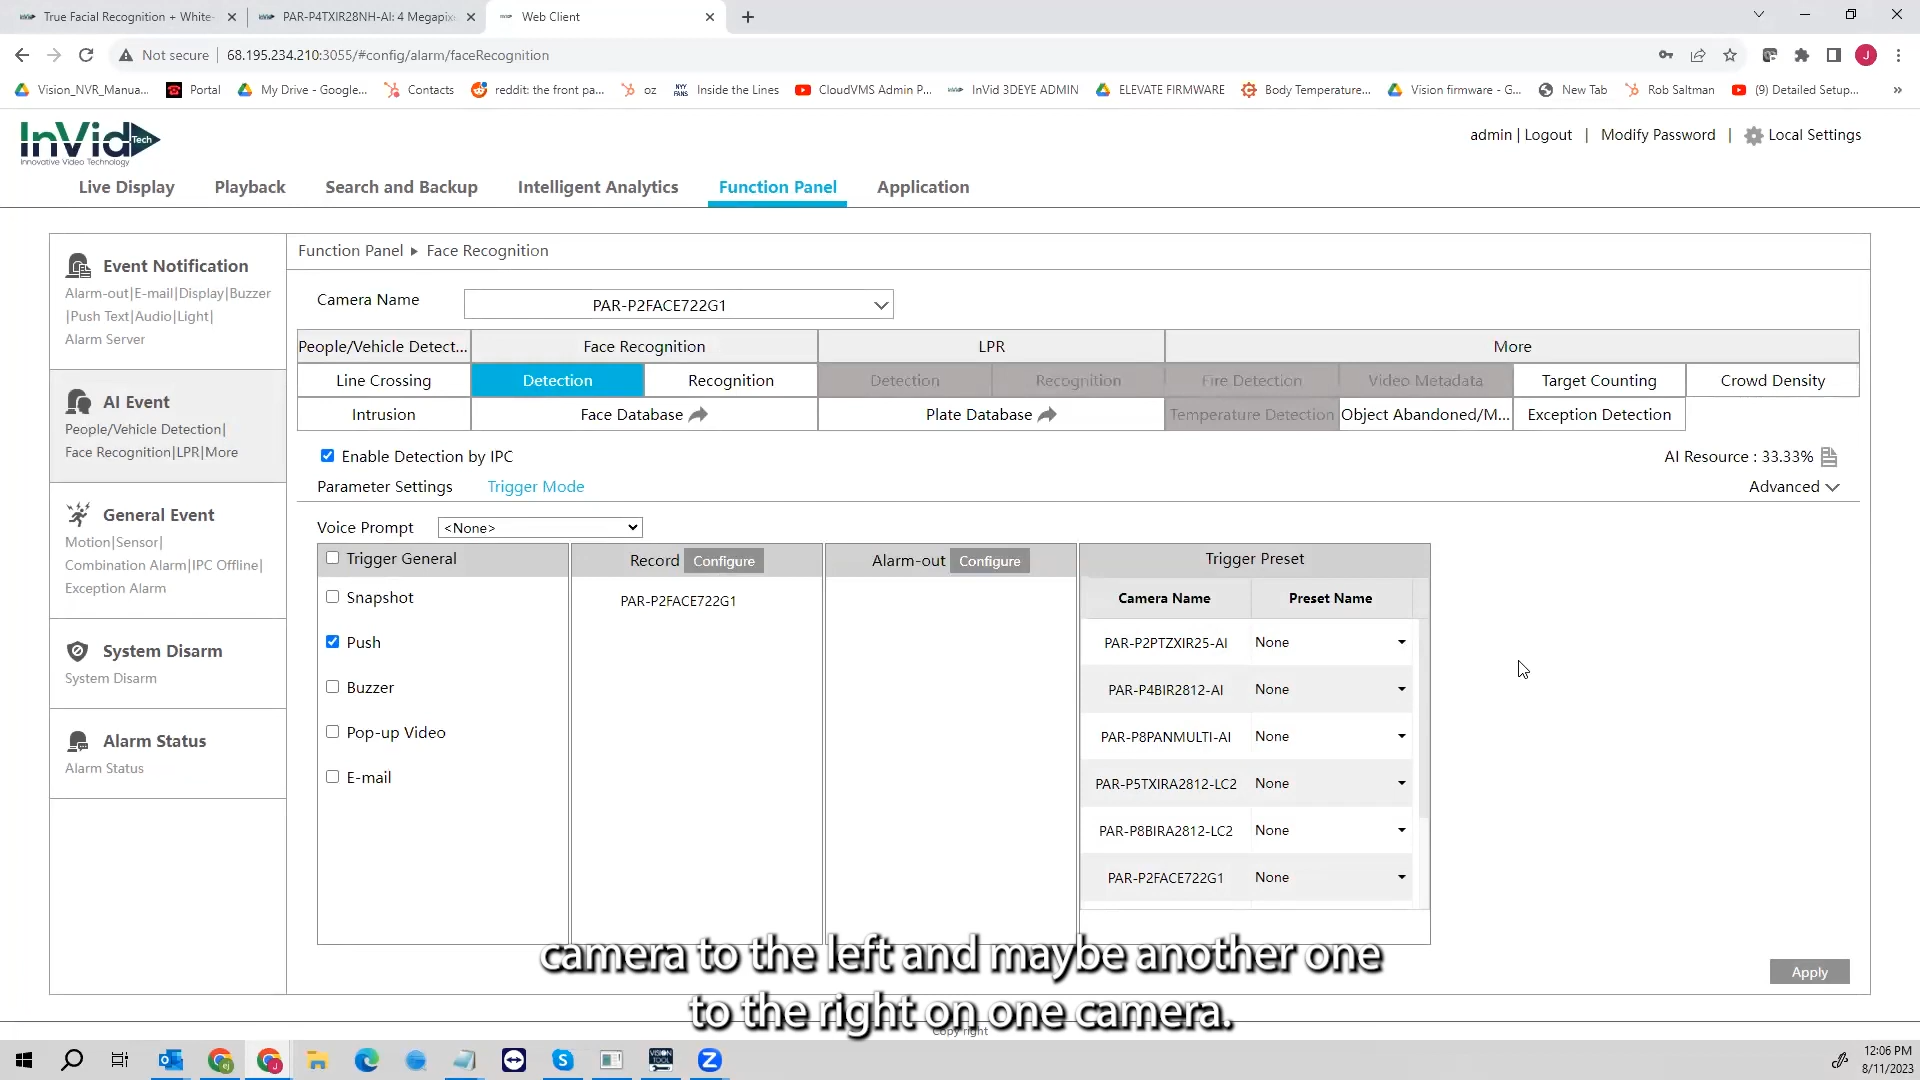 True Facial Recognition + White-
PAR-P4TXIR28NH-AI: 4 Megapix
Web Client
Not secure
68.195.234.210:3055/#config/alarm/faceRecognition
J
Vision_NVR_Manua...
Portal
My Drive - Google...
Contacts
reddit: the front pa...
oz
Inside the Lines
CloudVMS Admin P...
InVid 3DEYE ADMIN
ELEVATE FIRMWARE
Body Temperature...
Vision firmware - G...
New Tab
Rob Saltman
(9) Detailed Setup...
»
InVid Tech
Innovative Video Technology
admin | Logout | Modify Password | Local Settings
Live Display
Playback
Search and Backup
Intelligent Analytics
Function Panel
Application
Event Notification
Alarm-out|E-mail|Display|Buzzer
|Push Text|Audio|Light|
Alarm Server
AI Event
People/Vehicle Detection|
Face Recognition|LPR|More
General Event
Motion|Sensor|
Combination Alarm|IPC Offline|
Exception Alarm
System Disarm
System Disarm
Alarm Status
Alarm Status
Function Panel ▸ Face Recognition
Camera Name
PAR-P2FACE722G1
People/Vehicle Detect...
Face Recognition
LPR
More
Line Crossing
Detection
Recognition
Detection
Recognition
Fire Detection
Video Metadata
Target Counting
Crowd Density
Intrusion
Face Database
Plate Database
Temperature Detection
Object Abandoned/M...
Exception Detection
Enable Detection by IPC
AI Resource : 33.33%
Parameter Settings
Trigger Mode
Advanced
Voice Prompt
<None>
Trigger General
Record
Configure
Alarm-out
Configure
Trigger Preset
Snapshot
Push
Buzzer
Pop-up Video
E-mail
PAR-P2FACE722G1
Camera Name
Preset Name
PAR-P2PTZXIR25-AI
None
PAR-P4BIR2812-AI
None
PAR-P8PANMULTI-AI
None
PAR-P5TXIRA2812-LC2
None
PAR-P8BIRA2812-LC2
None
PAR-P2FACE722G1
None
Apply
camera to the left and maybe another one
to the right on one camera.
Copy right
12:06 PM
8/11/2023